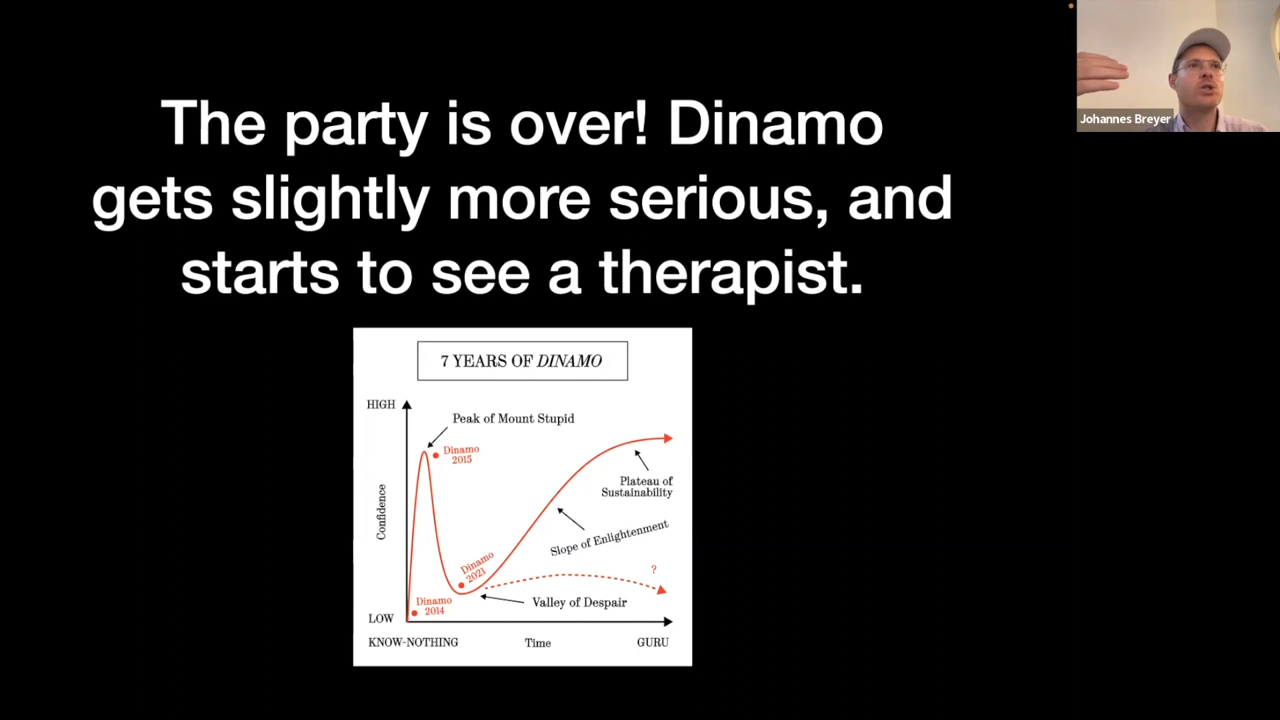 The party is over! Dinamo
gets slightly more serious, and
starts to see a therapist.
Johannes Breyer
7 YEARS OF DINAMO
HIGH
Peak of Mount Stupid
Dinamo
2015
Plateau of
Sustainability
Confidence
Slope of Enlightenment
Dinamo
2021
?
Dinamo
2014
Valley of Despair
LOW
KNOW-NOTHING
Time
GURU